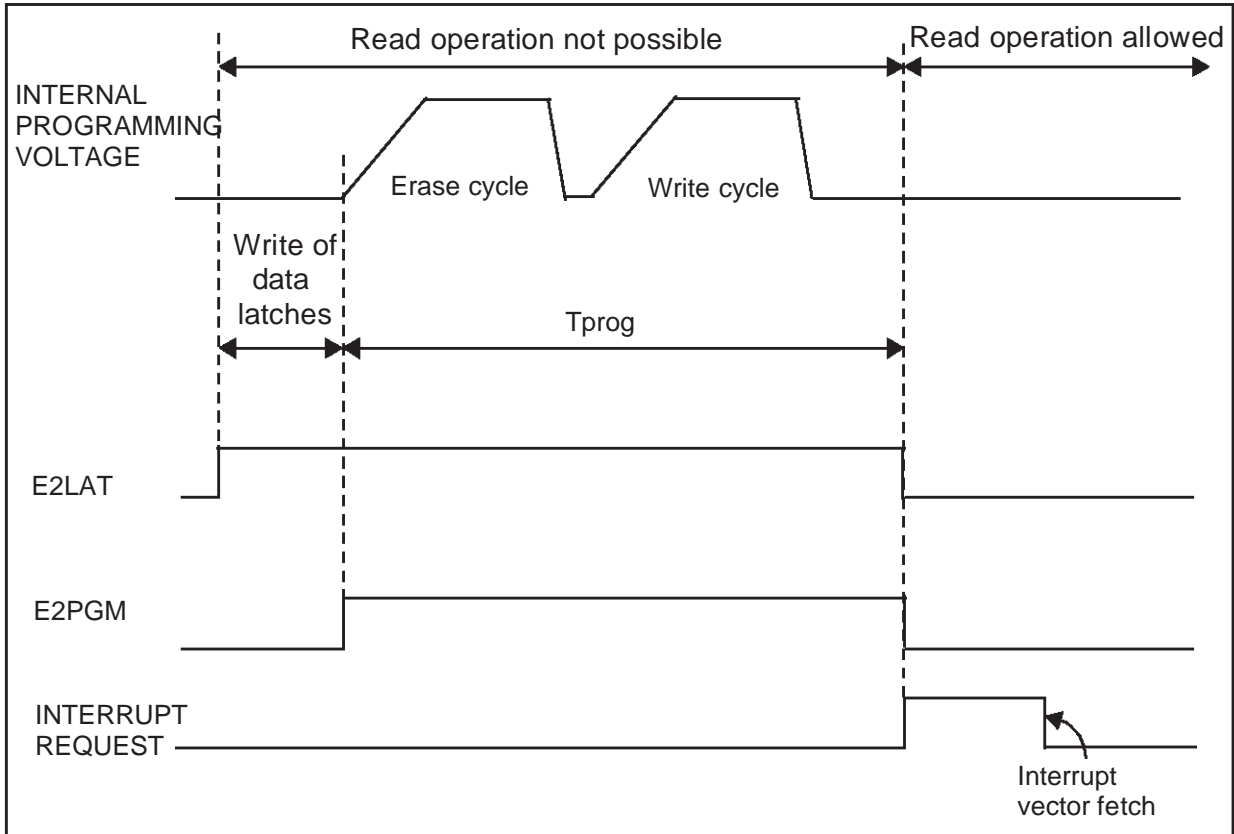 Read operation not possible
Read operation allowed
INTERNAL
PROGRAMMING
VOLTAGE
Erase cycle
Write cycle
Write of
data
latches
Tprog
E2LAT
E2PGM
INTERRUPT
REQUEST
Interrupt
vector fetch